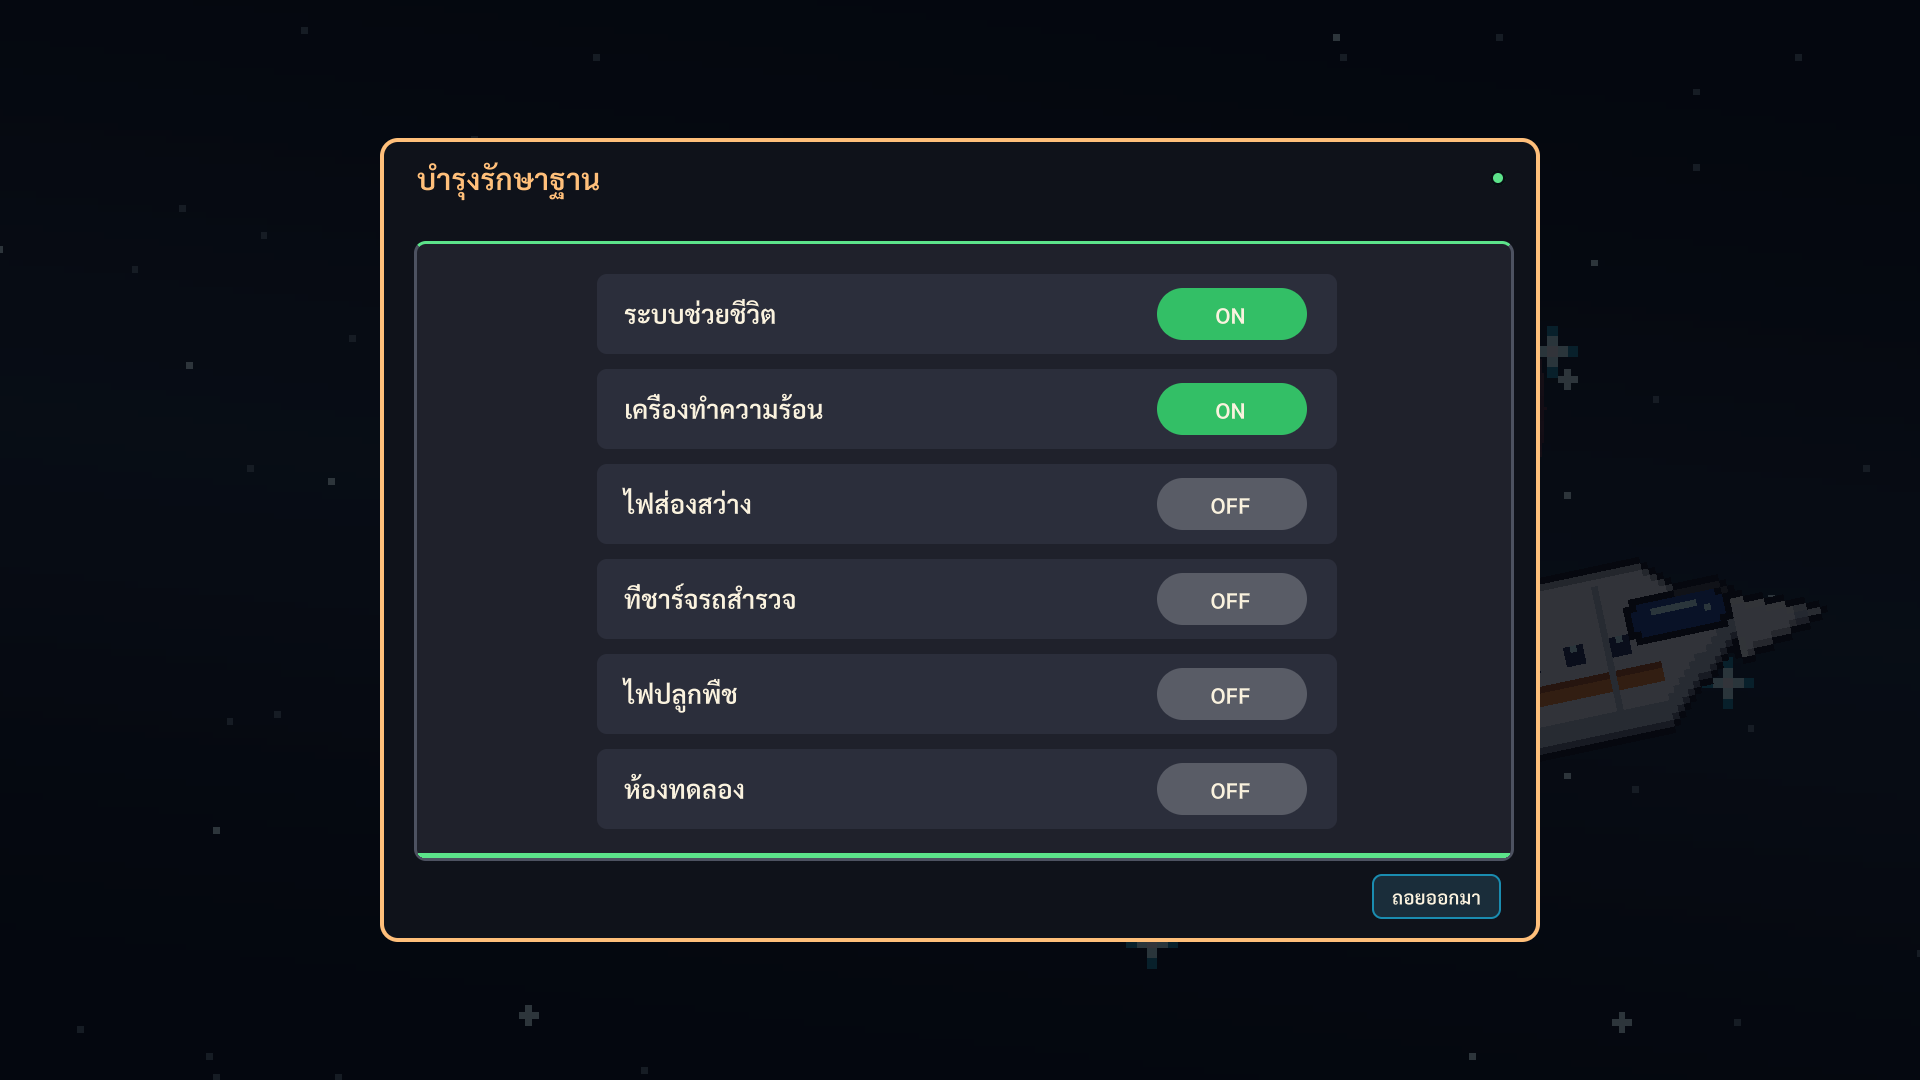 บำรุงรักษาฐาน
ระบบช่วยชีวิต ON
เครื่องทำความร้อน ON
ไฟส่องสว่าง OFF
ที่ชาร์จรถสำรวจ OFF
ไฟปลูกพืช OFF
ห้องทดลอง OFF
ถอยออกมา